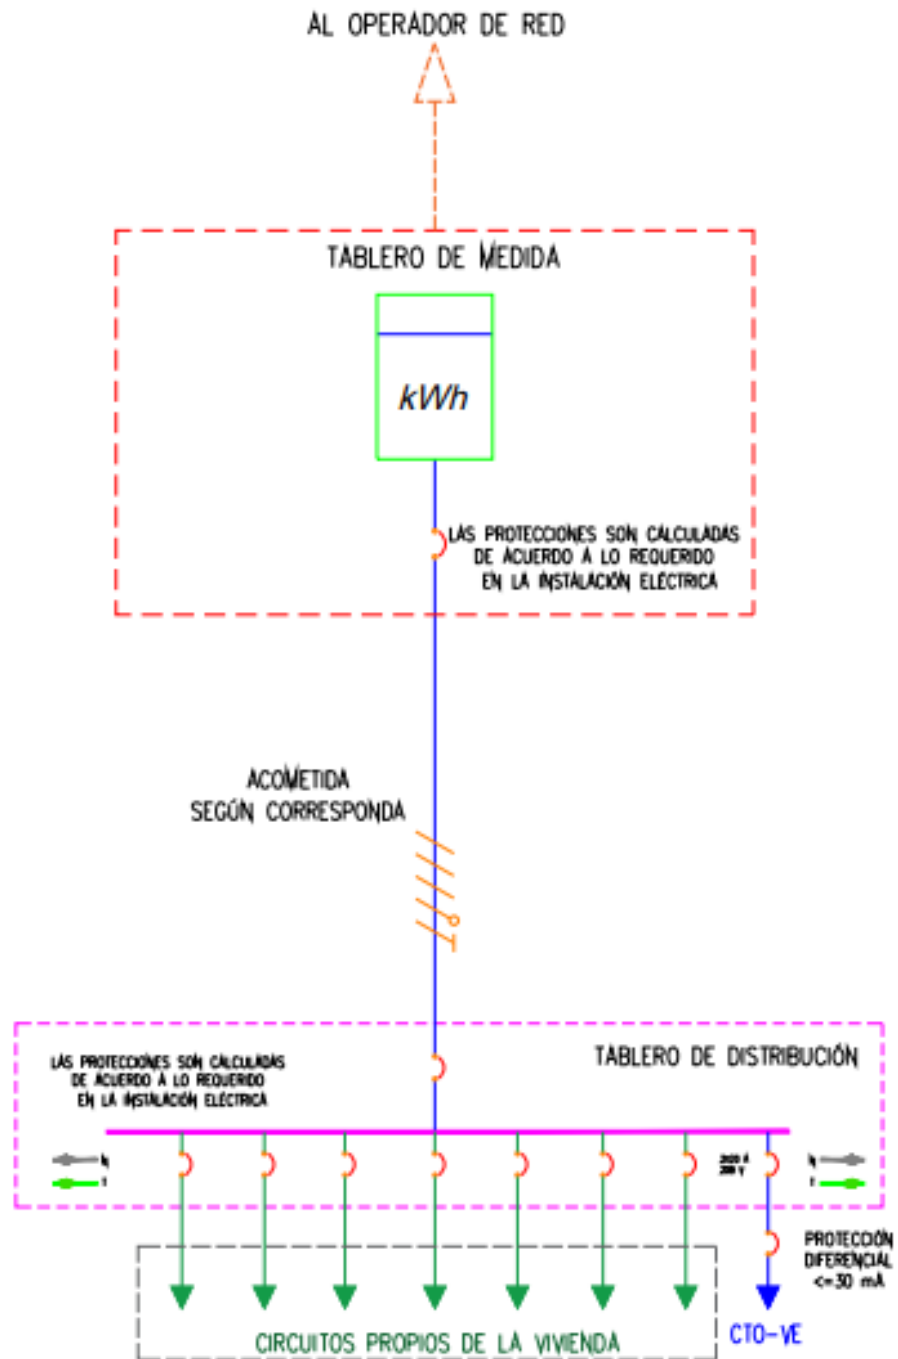 AL OPERADOR DE RED
TABLERO DE MEDIDA
kWh
LAS PROTECCIONES SON CALCULADAS
DE ACUERDO A LO REQUERIDO
EN LA INSTALACIÓN ELÉCTRICA
ACOMETIDA
SEGÚN CORRESPONDA
TABLERO DE DISTRIBUCIÓN
LAS PROTECCIONES SON CALCULADAS
DE ACUERDO A LO REQUERIDO
EN LA INSTALACIÓN ELÉCTRICA
PROTECCIÓN
DIFERENCIAL
<=30 mA
CTO-VE
CIRCUITOS PROPIOS DE LA VIVIENDA